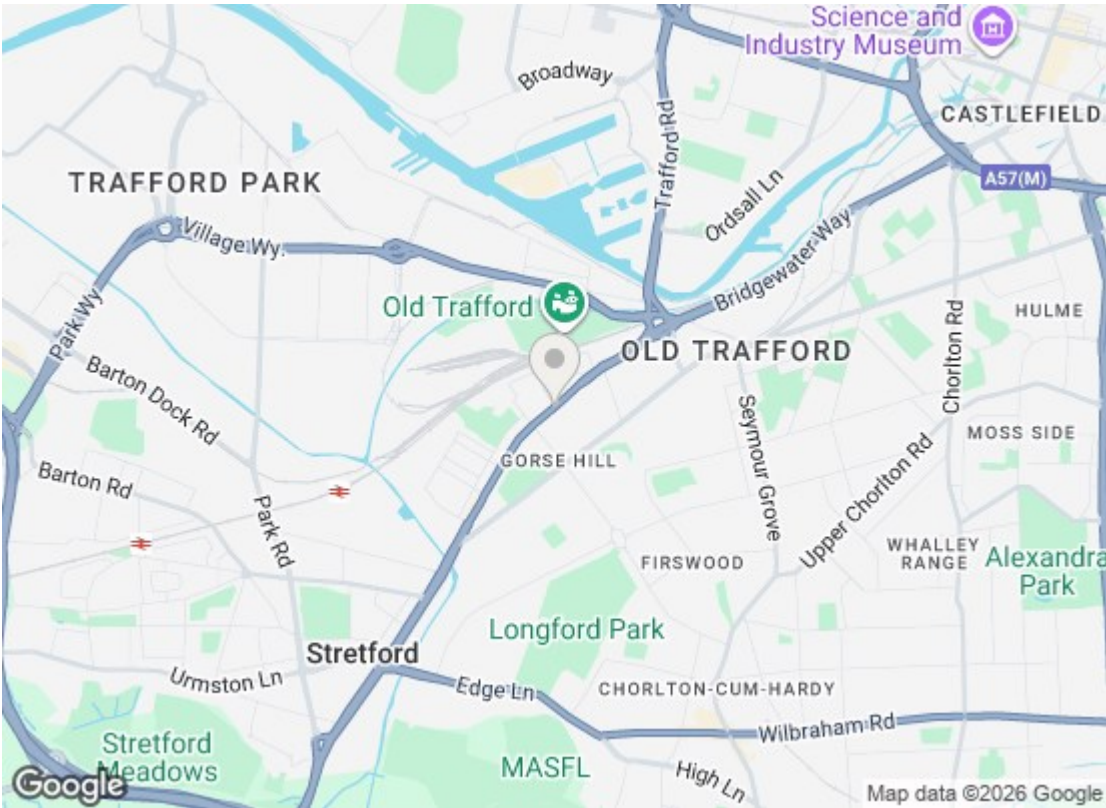 Science and
Industry Museum
Broadway
CASTLEFIELD
Trafford Rd
TRAFFORD PARK
A57(M)
Ordsall Ln
Village Wy.
Bridgewater Way
Park Wy
Old Trafford
HULME
OLD TRAFFORD
Chorlton Rd
Barton Dock Rd
Seymour Grove
MOSS SIDE
GORSE HILL
Barton Rd
Upper Chorlton Rd
Park Rd
WHALLEY
RANGE
FIRSWOOD
Alexandra
Park
Longford Park
Stretford
Urmston Ln
Edge Ln
CHORLTON-CUM-HARDY
Wilbraham Rd
Stretford
Meadows
MASFL
High Ln
Google
Map data ©2026 Google